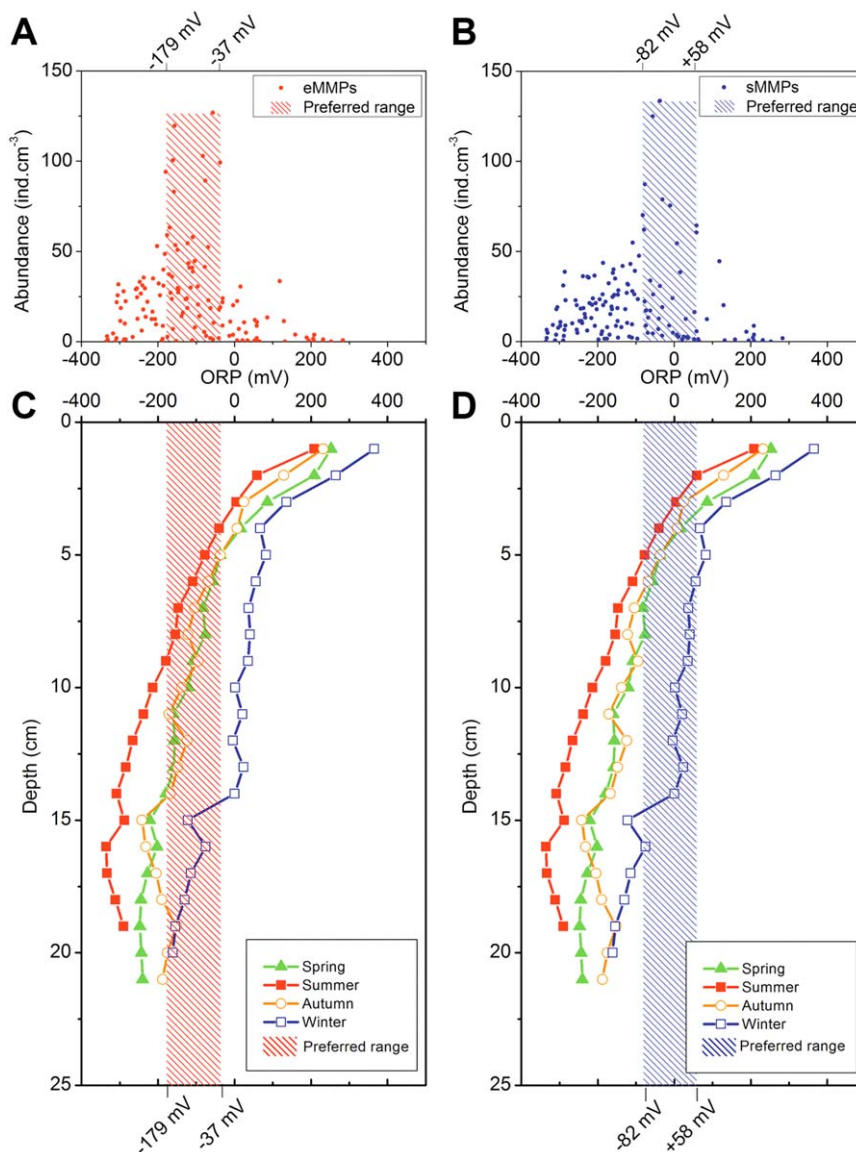 A
B
-179 mV
-37 mV
-82 mV
+58 mV
150
100
50
0
Abundance (ind.cm-3)
eMMPs
Preferred range
-400 -200 0 200 400
ORP (mV)
150
100
50
0
Abundance (ind.cm-3)
sMMPs
Preferred range
-400 -200 0 200 400
ORP (mV)
C
-400 -200 0 200 400
0
5
10
15
20
25
Depth (cm)
Spring
Summer
Autumn
Winter
Preferred range
-179 mV
-37 mV
D
-400 -200 0 200 400
0
5
10
15
20
25
Depth (cm)
Spring
Summer
Autumn
Winter
Preferred range
-82 mV
+58 mV